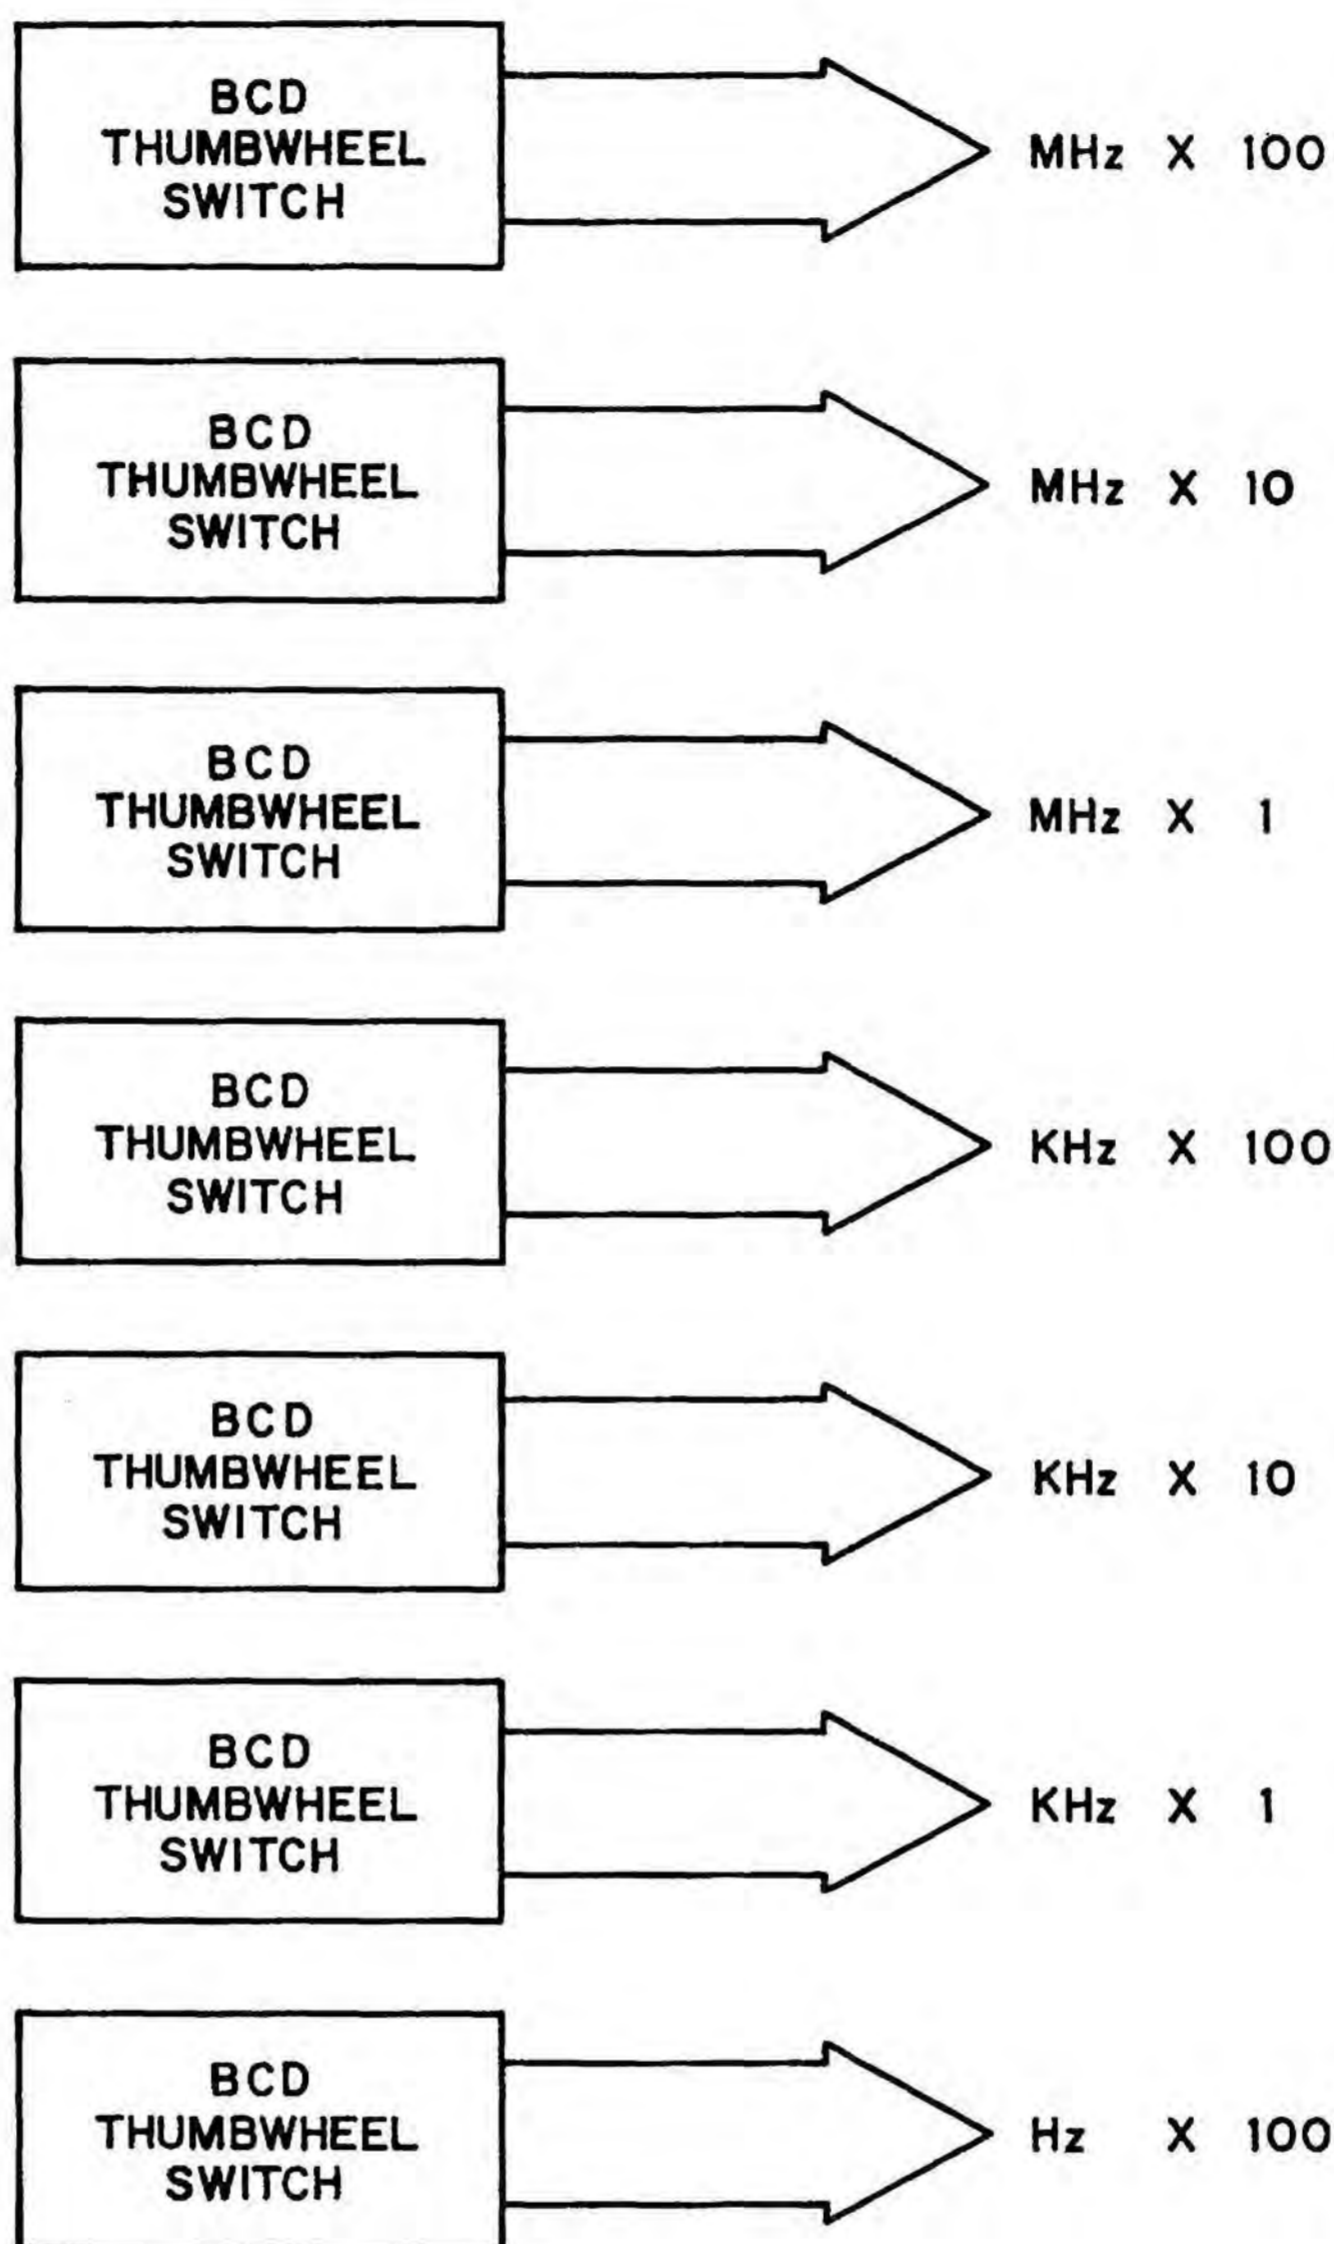 BCD
THUMBWHEEL
SWITCH
MHz X 100
BCD
THUMBWHEEL
SWITCH
MHz X 10
BCD
THUMBWHEEL
SWITCH
MHz X 1
BCD
THUMBWHEEL
SWITCH
KHz X 100
BCD
THUMBWHEEL
SWITCH
KHz X 10
BCD
THUMBWHEEL
SWITCH
KHz X 1
BCD
THUMBWHEEL
SWITCH
Hz X 100